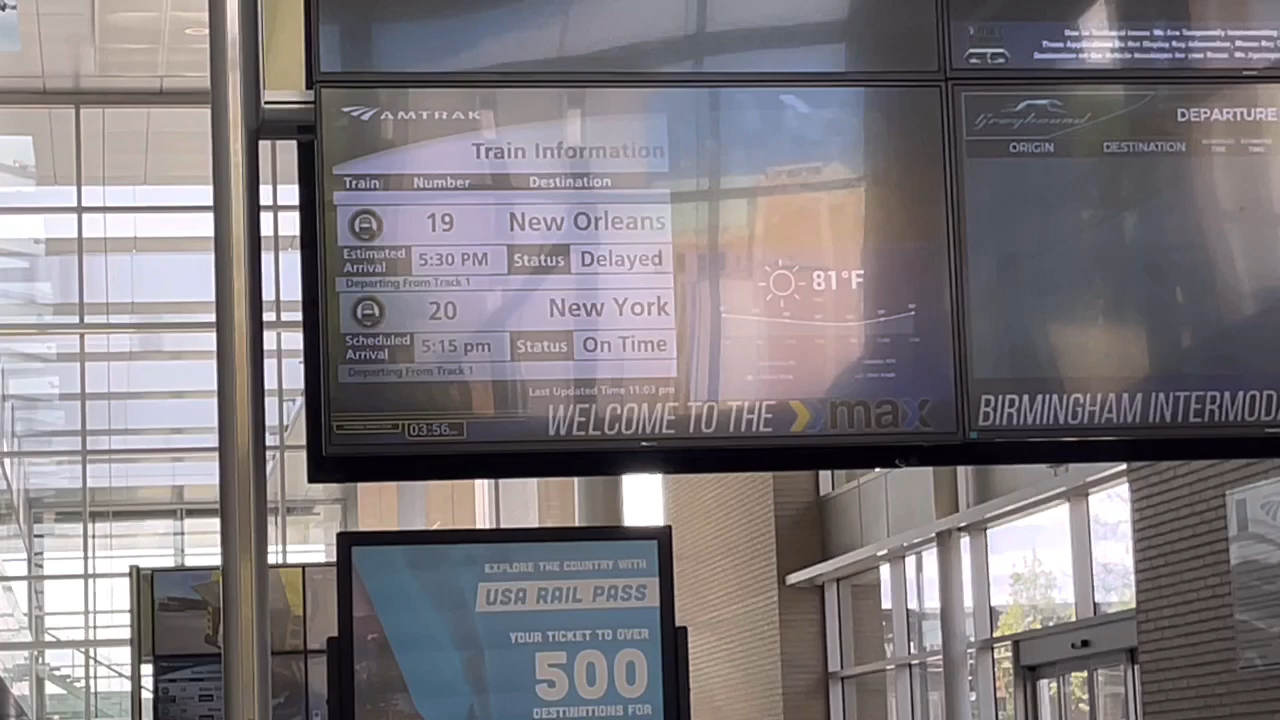 AMTRAK
Train Information
Train Number Destination
19 New Orleans
Estimated Arrival 5:30 PM Status Delayed
Departing From Track 1
20 New York
Scheduled Arrival 5:15 pm Status On Time
Departing From Track 1
Last Updated Time 11:03 pm
81°F
03:56
WELCOME TO THE max
Greyhound
DEPARTURE
ORIGIN DESTINATION
BIRMINGHAM INTERMOD
EXPLORE THE COUNTRY WITH
USA RAIL PASS
YOUR TICKET TO OVER
500
DESTINATIONS FOR